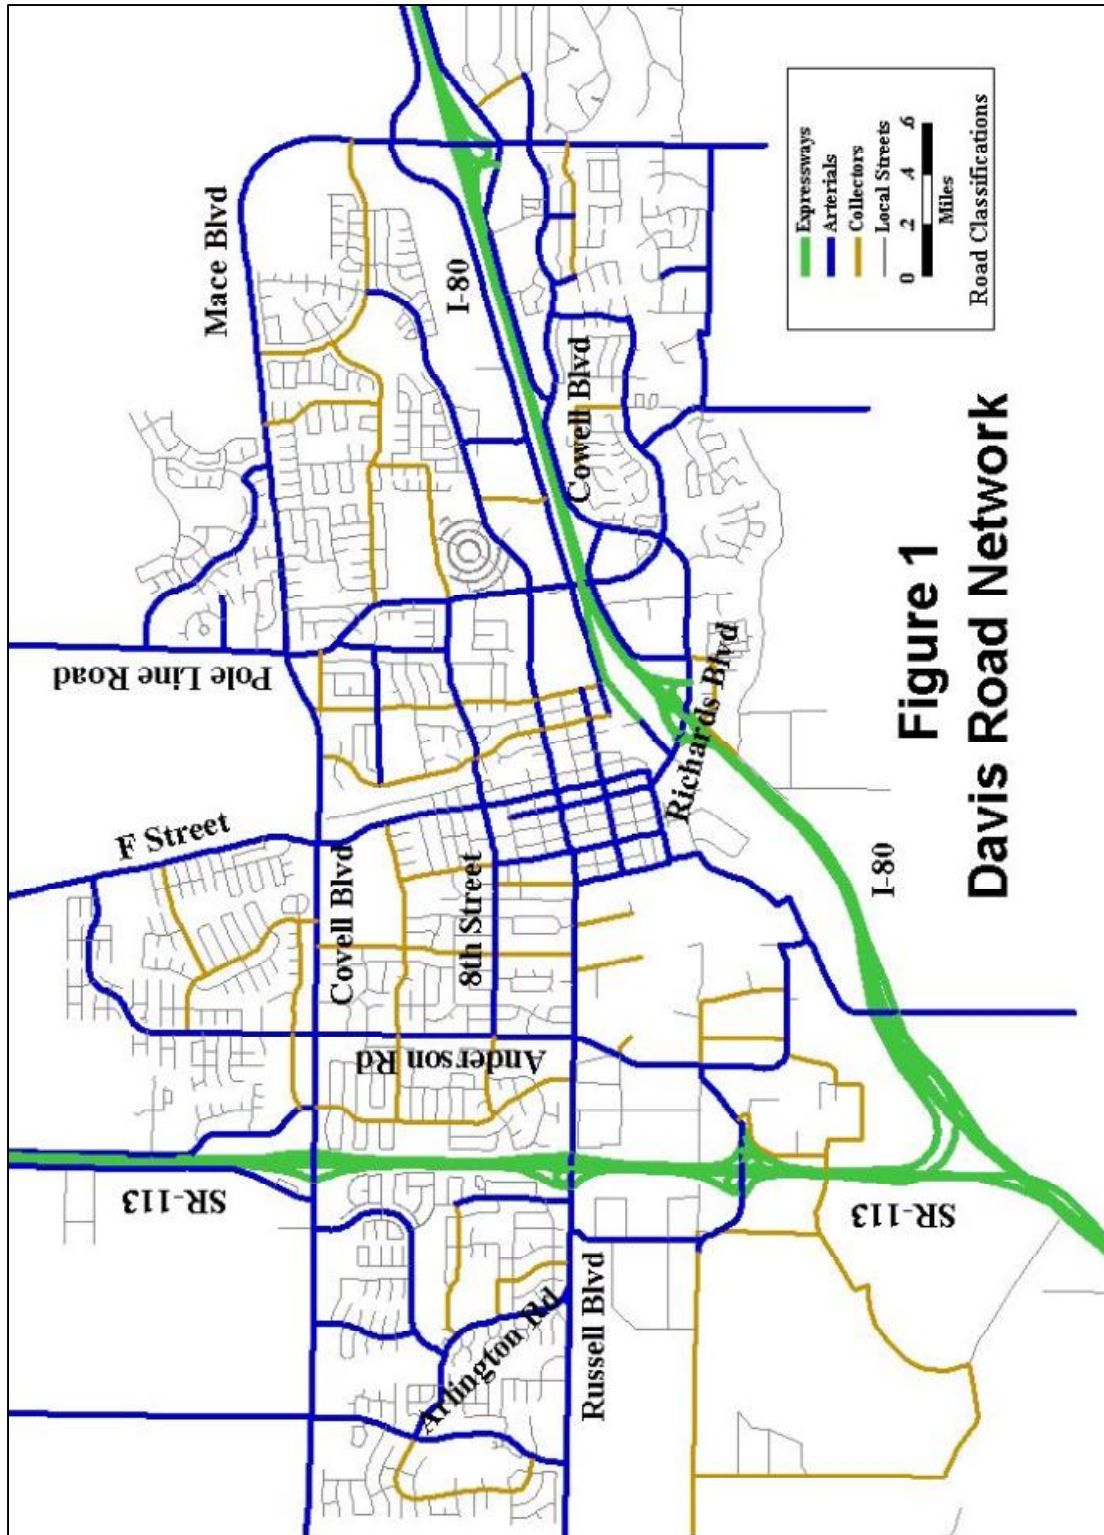 Mace Blvd
I-80
Pole Line Road
Cowell Blvd
F Street
Richards Blvd
Covell Blvd
8th Street
Anderson Rd
I-80
SR-113
SR-113
Arlington Rd
Russell Blvd
Expressways
Arterials
Collectors
Local Streets
0 .2 .4 .6
Miles
Road Classifications
Figure 1
Davis Road Network